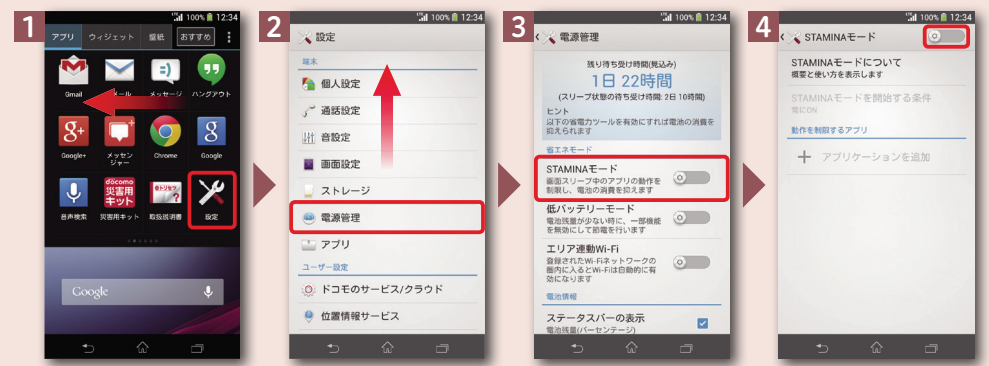 1
100% 12:34
アプリ ウィジェット 壁紙 おすすめ
Gmail メール メッセージ ハングアウト
Google+ メッセン
ジャー Chrome Google
docomo
災害用
キット
音声検索 災害用キット 取扱説明書 設定
Google
2
100% 12:34
設定
端末
個人設定
通話設定
音設定
画面設定
ストレージ
電源管理
アプリ
ユーザー設定
ドコモのサービス/クラウド
位置情報サービス
3
100% 12:34
電源管理
残り待ち受け時間(見込み)
1日 22時間
(スリープ状態の待ち受け時間: 2日 10時間)
ヒント
以下の省電力ツールを有効にすれば電池の消費を
抑えられます
省エネモード
STAMINAモード
画面スリープ中のアプリの動作を
制限し、電池の消費を抑えます
低バッテリーモード
電池残量が少ない時に、一部機能
を無効にして節電を行います
エリア連動Wi-Fi
登録されたWi-Fiネットワークの
圏内に入るとWi-Fiは自動的に有
効になります
電池情報
ステータスバーの表示
電池残量(パーセンテージ)
4
100% 12:34
STAMINAモード
STAMINAモードについて
概要と使い方を表示します
STAMINAモードを開始する条件
常にON
動作を制限するアプリ
アプリケーションを追加